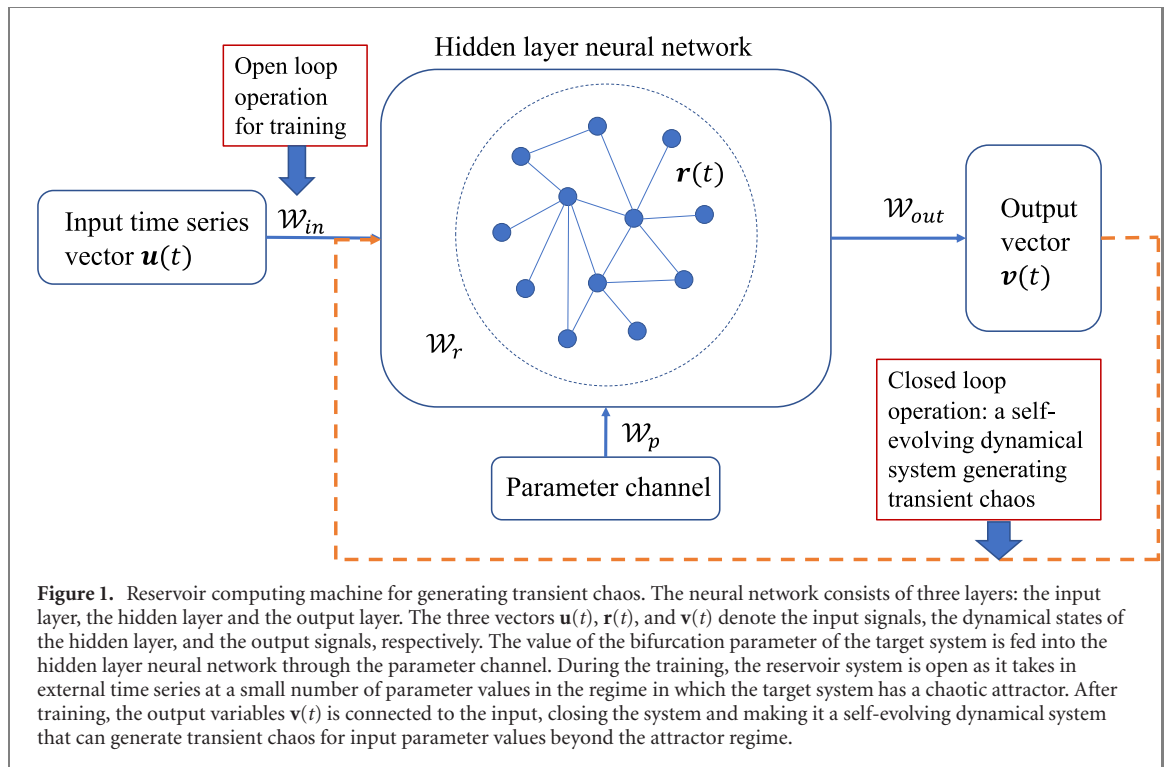 Hidden layer neural network
Open loop
operation
for training
Input time series
vector 𝒖(t)
𝒲in
𝒓(t)
𝒲r
𝒲out
Output
vector
𝒗(t)
𝒲p
Parameter channel
Closed loop
operation: a self-
evolving dynamical
system generating
transient chaos
Figure 1. Reservoir computing machine for generating transient chaos. The neural network consists of three layers: the input
layer, the hidden layer and the output layer. The three vectors u(t), r(t), and v(t) denote the input signals, the dynamical states of
the hidden layer, and the output signals, respectively. The value of the bifurcation parameter of the target system is fed into the
hidden layer neural network through the parameter channel. During the training, the reservoir system is open as it takes in
external time series at a small number of parameter values in the regime in which the target system has a chaotic attractor. After
training, the output variables v(t) is connected to the input, closing the system and making it a self-evolving dynamical system
that can generate transient chaos for input parameter values beyond the attractor regime.